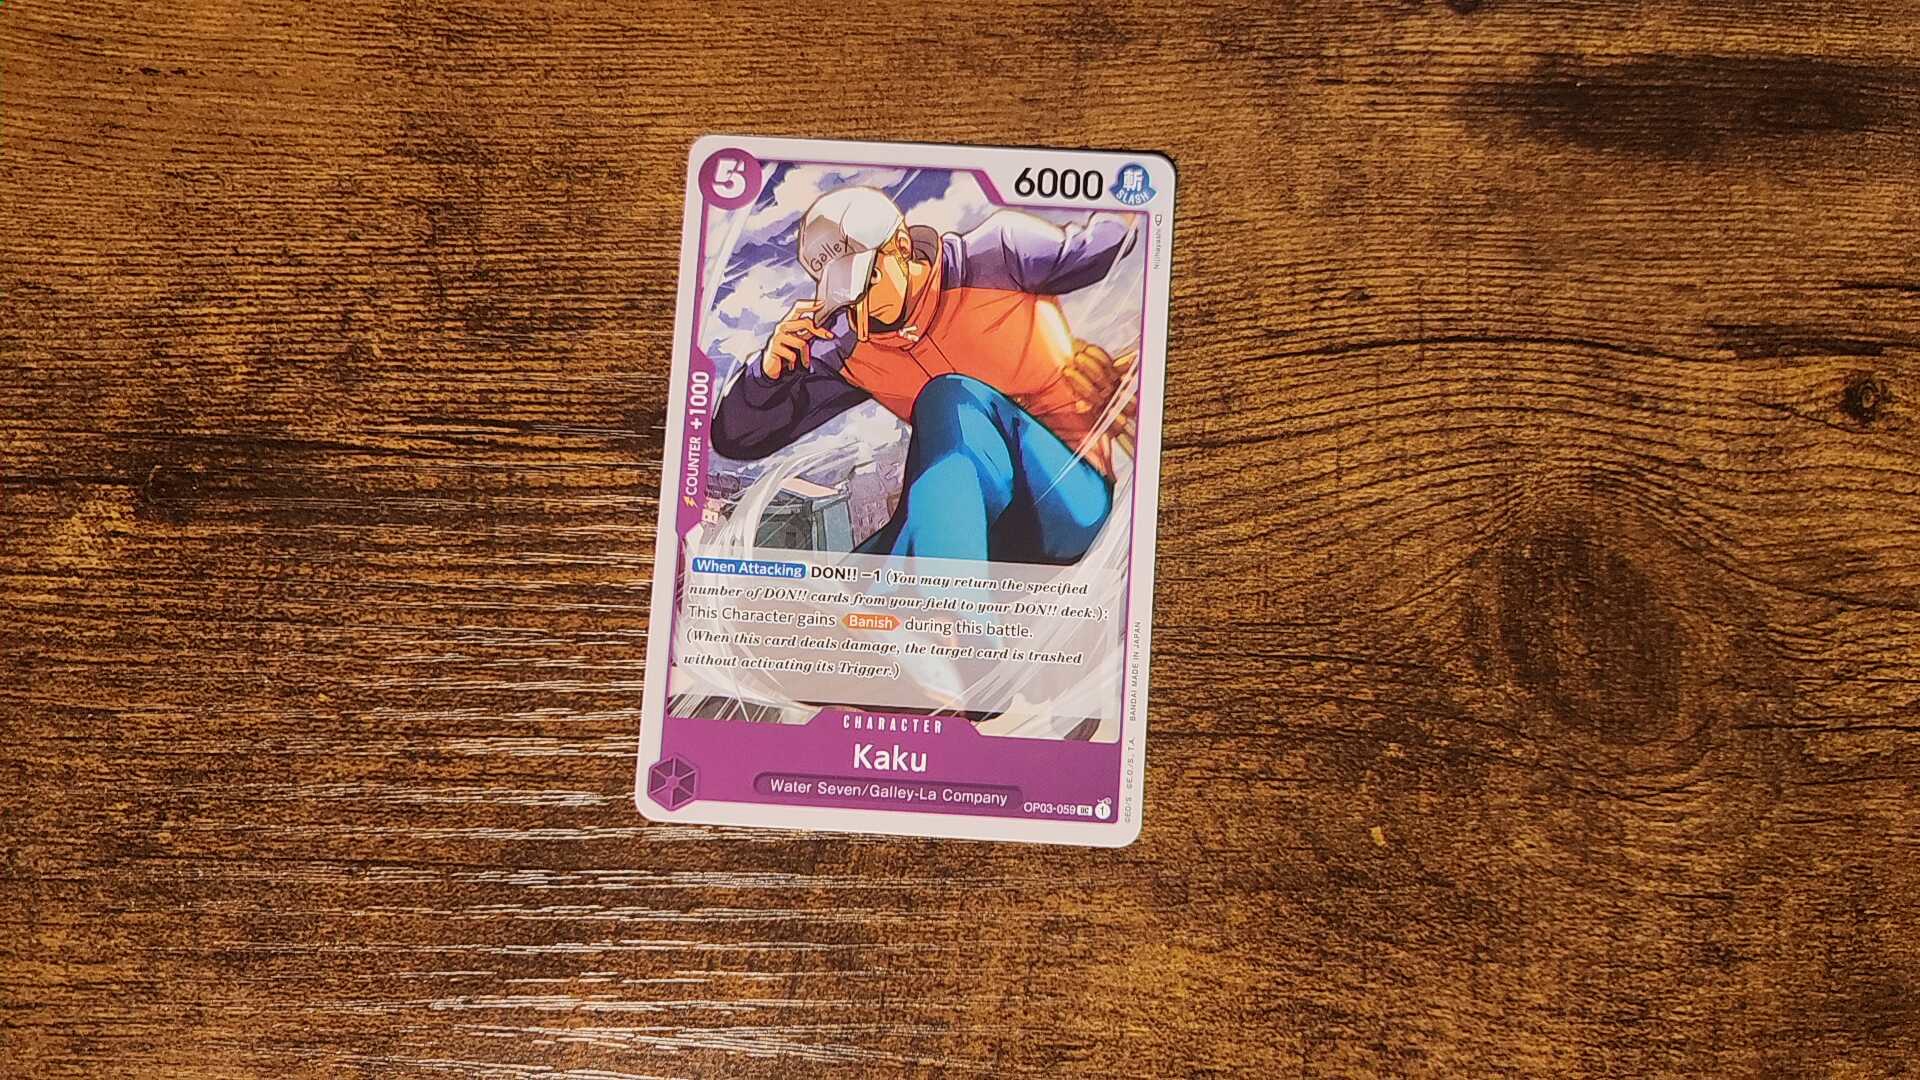 5
6000
斬
SLASH
Galle
Nijihayashi
COUNTER +1000
When Attacking DON!! −1 (You may return the specified
number of DON!! cards from your field to your DON!! deck.):
This Character gains Banish during this battle.
(When this card deals damage, the target card is trashed
without activating its Trigger.)
CHARACTER
Kaku
Water Seven/Galley-La Company
OP03-059 UC 1
©E.O./S., T.A. BANDAI MADE IN JAPAN